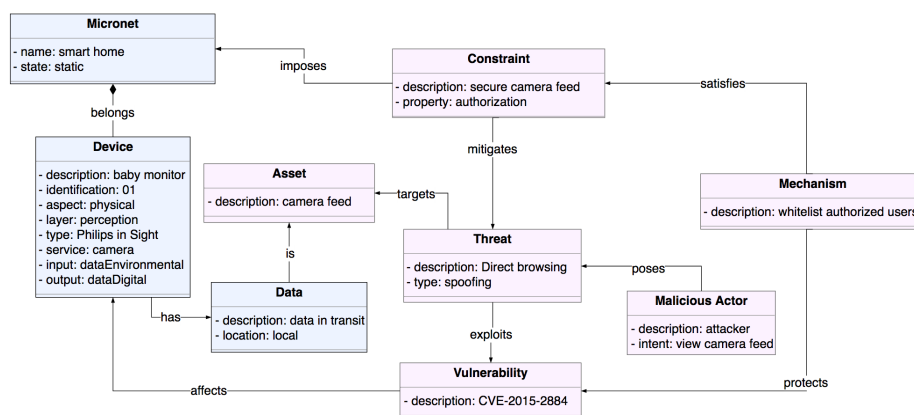 Micronet
- name: smart home
- state: static
imposes
Constraint
- description: secure camera feed
- property: authorization
satisfies
belongs
mitigates
Device
- description: baby monitor
- identification: 01
- aspect: physical
- layer: perception
- type: Philips in Sight
- service: camera
- input: dataEnvironmental
- output: dataDigital
Asset
- description: camera feed
targets
Mechanism
- description: whitelist authorized users
Threat
- description: Direct browsing
- type: spoofing
is
poses
Data
- description: data in transit
- location: local
has
Malicious Actor
- description: attacker
- intent: view camera feed
exploits
Vulnerability
- description: CVE-2015-2884
affects
protects